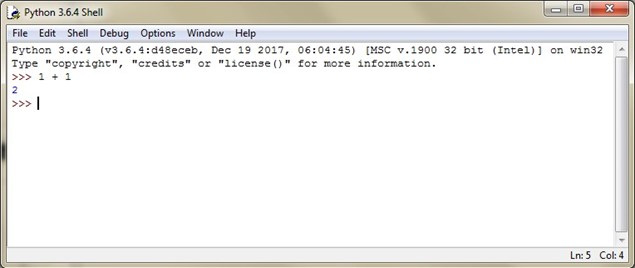 Python 3.6.4 Shell
File Edit Shell Debug Options Window Help
Python 3.6.4 (v3.6.4:d48eceb, Dec 19 2017, 06:04:45) [MSC v.1900 32 bit (Intel)] on win32
Type "copyright", "credits" or "license()" for more information.
>>> 1 + 1
2
>>>
Ln: 5 Col: 4